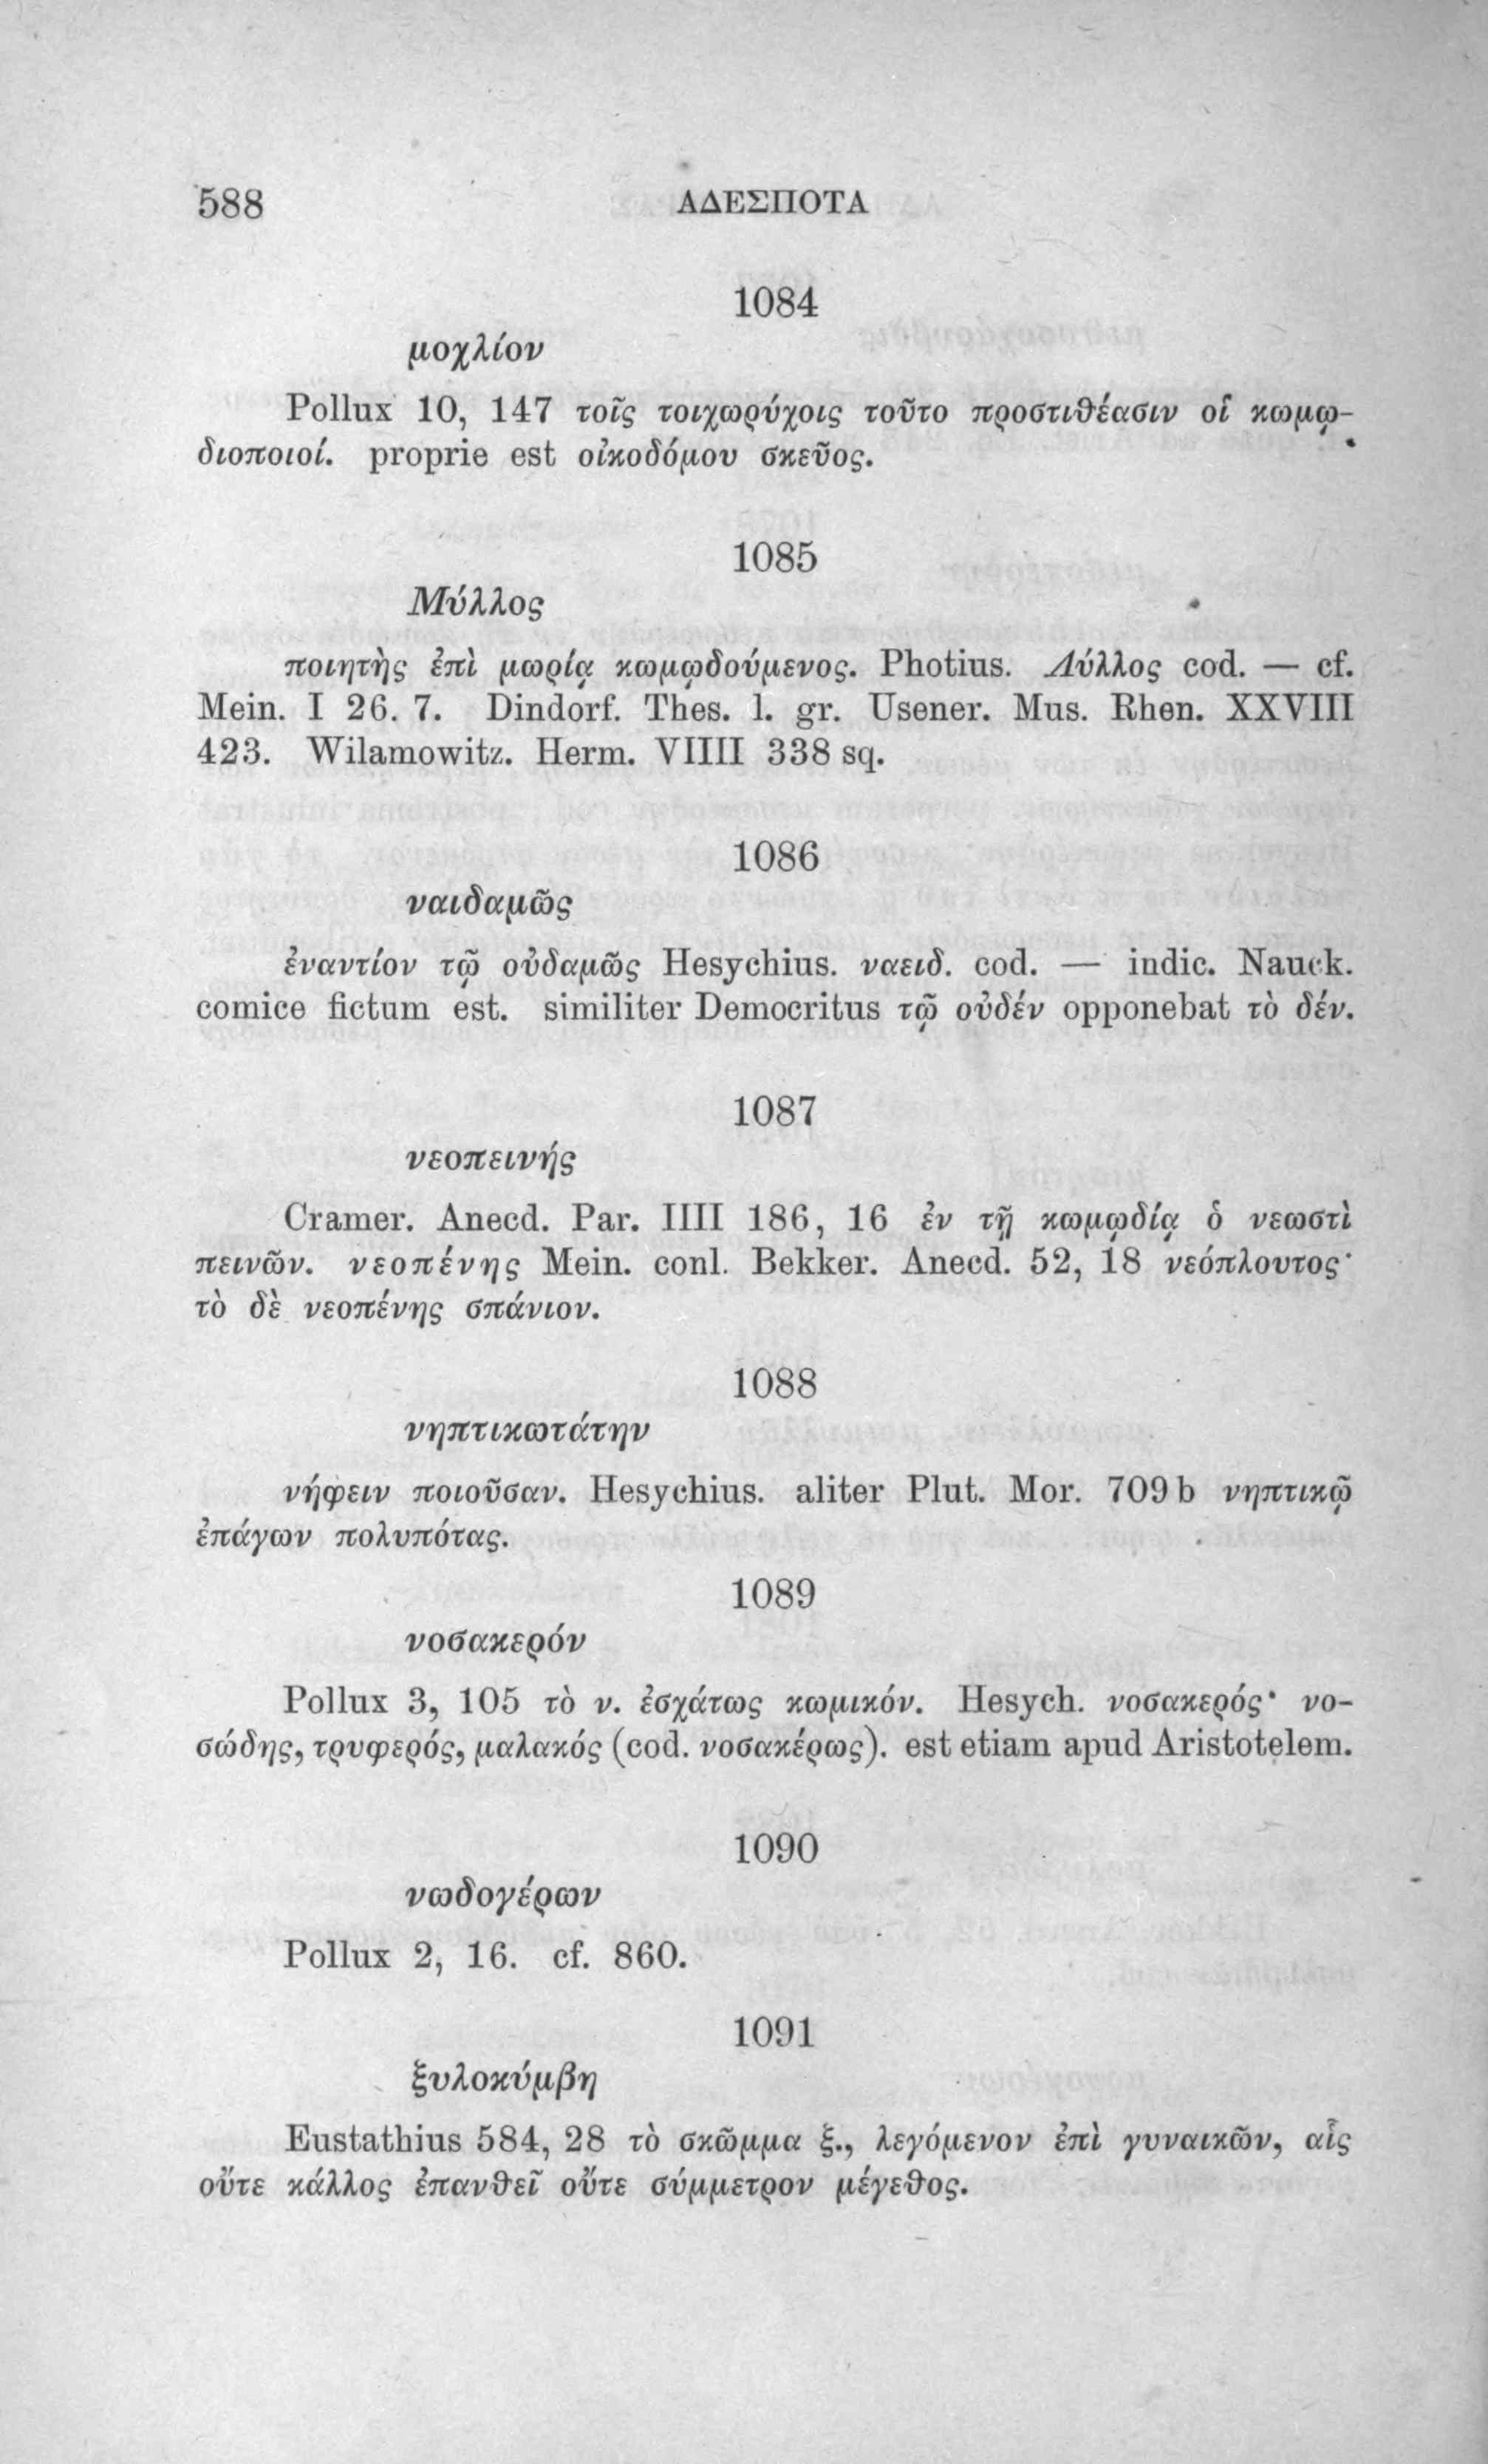 588
ΑΔΕΣΠΟΤΑ
1084
μοχλίον
Pollux 10, 147 τοῖς τοιχωρύχοις τοῦτο προστιθέασιν οἱ κωμῳ-
διοποιοί. proprie est οἰκοδόμου σκεῦος.
1085
Μύλλος
ποιητὴς ἐπὶ μωρίᾳ κωμῳδούμενος. Photius. Λύλλος cod. — cf.
Mein. I 26. 7. Dindorf. Thes. l. gr. Usener. Mus. Rhen. XXVIII
423. Wilamowitz. Herm. VIIII 338 sq.
1086
ναιδαμῶς
ἐναντίον τῷ οὐδαμῶς Hesychius. ναειδ. cod. — indic. Nauck.
comice fictum est. similiter Democritus τῷ οὐδέν opponebat τὸ δέν.
1087
νεοπεινής
Cramer. Anecd. Par. IIII 186, 16 ἐν τῇ κωμῳδίᾳ ὁ νεωστὶ
πεινῶν. νεοπένης Mein. conl. Bekker. Anecd. 52, 18 νεόπλουτος·
τὸ δὲ νεοπένης σπάνιον.
1088
νηπτικωτάτην
νήφειν ποιοῦσαν. Hesychius. aliter Plut. Mor. 709 b νηπτικῷ
ἐπάγων πολυπότας.
1089
νοσακερόν
Pollux 3, 105 τὸ ν. ἐσχάτως κωμικόν. Hesych. νοσακερός· νο-
σώδης, τρυφερός, μαλακός (cod. νοσακέρως). est etiam apud Aristotelem.
1090
νωδογέρων
Pollux 2, 16. cf. 860.
1091
ξυλοκύμβη
Eustathius 584, 28 τὸ σκῶμμα ξ., λεγόμενον ἐπὶ γυναικῶν, αἷς
οὔτε κάλλος ἐπανθεῖ οὔτε σύμμετρον μέγεθος.